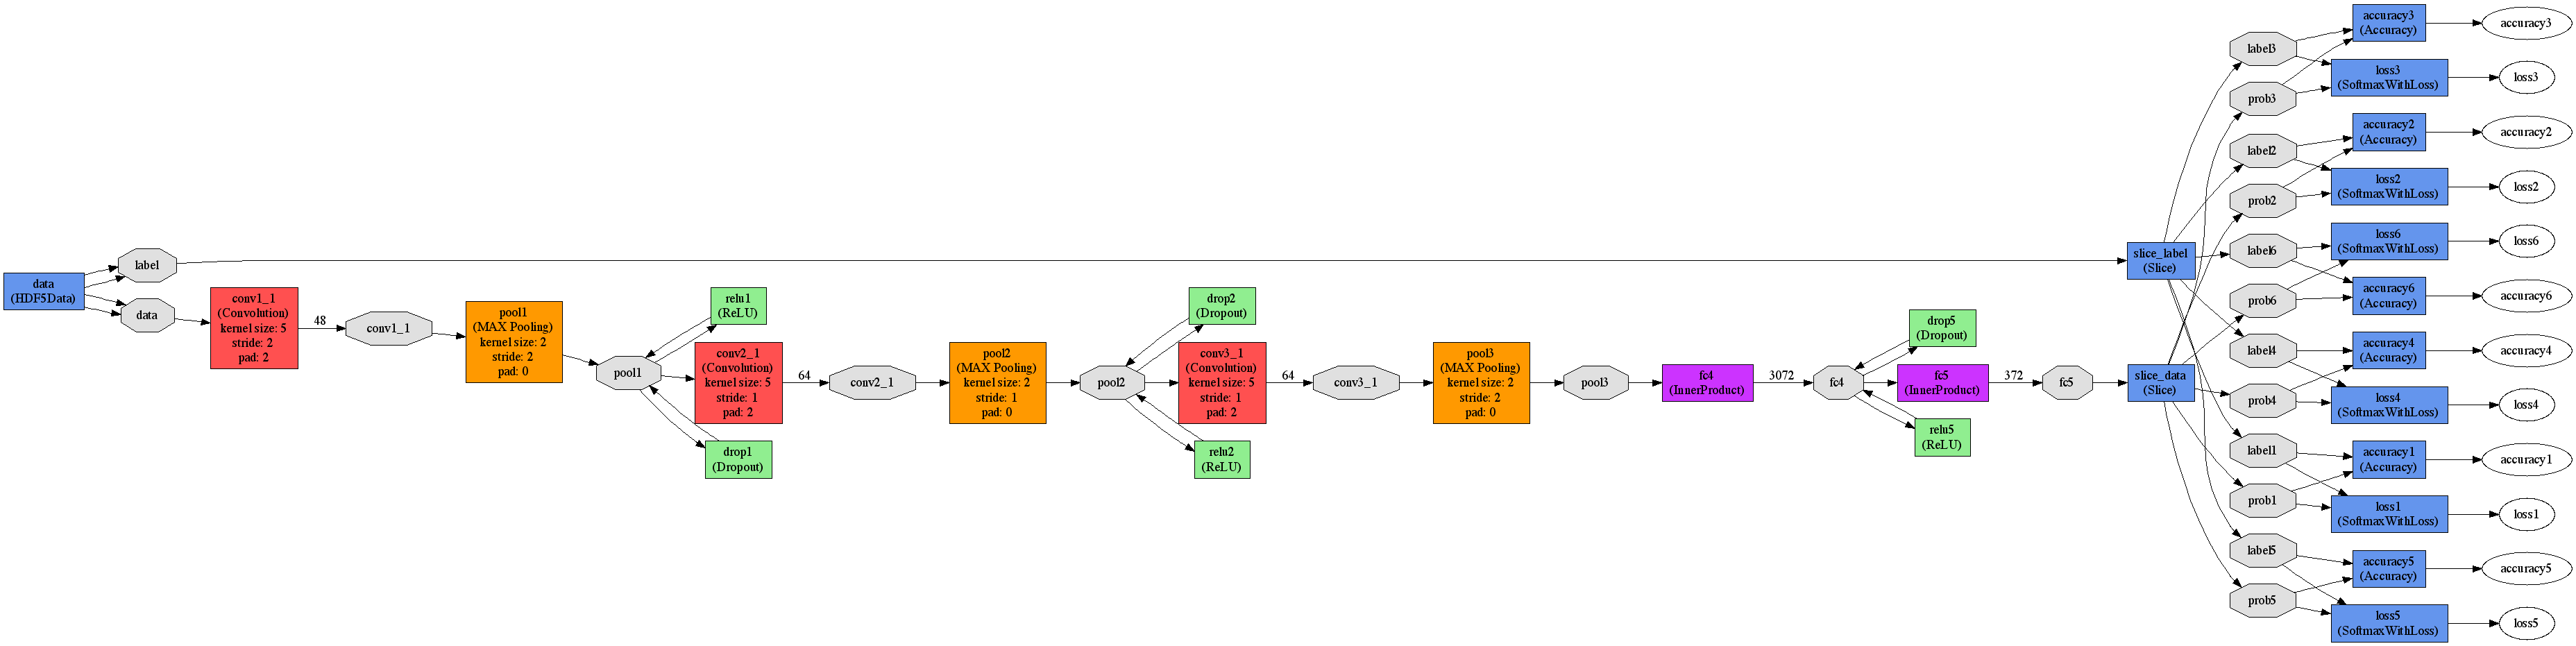 data
(HDF5Data)
label
data
conv1_1
(Convolution)
kernel size: 5
stride: 2
pad: 2
48
conv1_1
pool1
(MAX Pooling)
kernel size: 2
stride: 2
pad: 0
pool1
relu1
(ReLU)
conv2_1
(Convolution)
kernel size: 5
stride: 1
pad: 2
drop1
(Dropout)
64
conv2_1
pool2
(MAX Pooling)
kernel size: 2
stride: 1
pad: 0
pool2
drop2
(Dropout)
conv3_1
(Convolution)
kernel size: 5
stride: 1
pad: 2
relu2
(ReLU)
64
conv3_1
pool3
(MAX Pooling)
kernel size: 2
stride: 2
pad: 0
pool3
fc4
(InnerProduct)
3072
fc4
drop5
(Dropout)
fc5
(InnerProduct)
relu5
(ReLU)
372
fc5
slice_label
(Slice)
slice_data
(Slice)
label3
prob3
label2
prob2
label6
prob6
label4
prob4
label1
prob1
label5
prob5
accuracy3
(Accuracy)
accuracy3
loss3
(SoftmaxWithLoss)
loss3
accuracy2
(Accuracy)
accuracy2
loss2
(SoftmaxWithLoss)
loss2
loss6
(SoftmaxWithLoss)
loss6
accuracy6
(Accuracy)
accuracy6
accuracy4
(Accuracy)
accuracy4
loss4
(SoftmaxWithLoss)
loss4
accuracy1
(Accuracy)
accuracy1
loss1
(SoftmaxWithLoss)
loss1
accuracy5
(Accuracy)
accuracy5
loss5
(SoftmaxWithLoss)
loss5